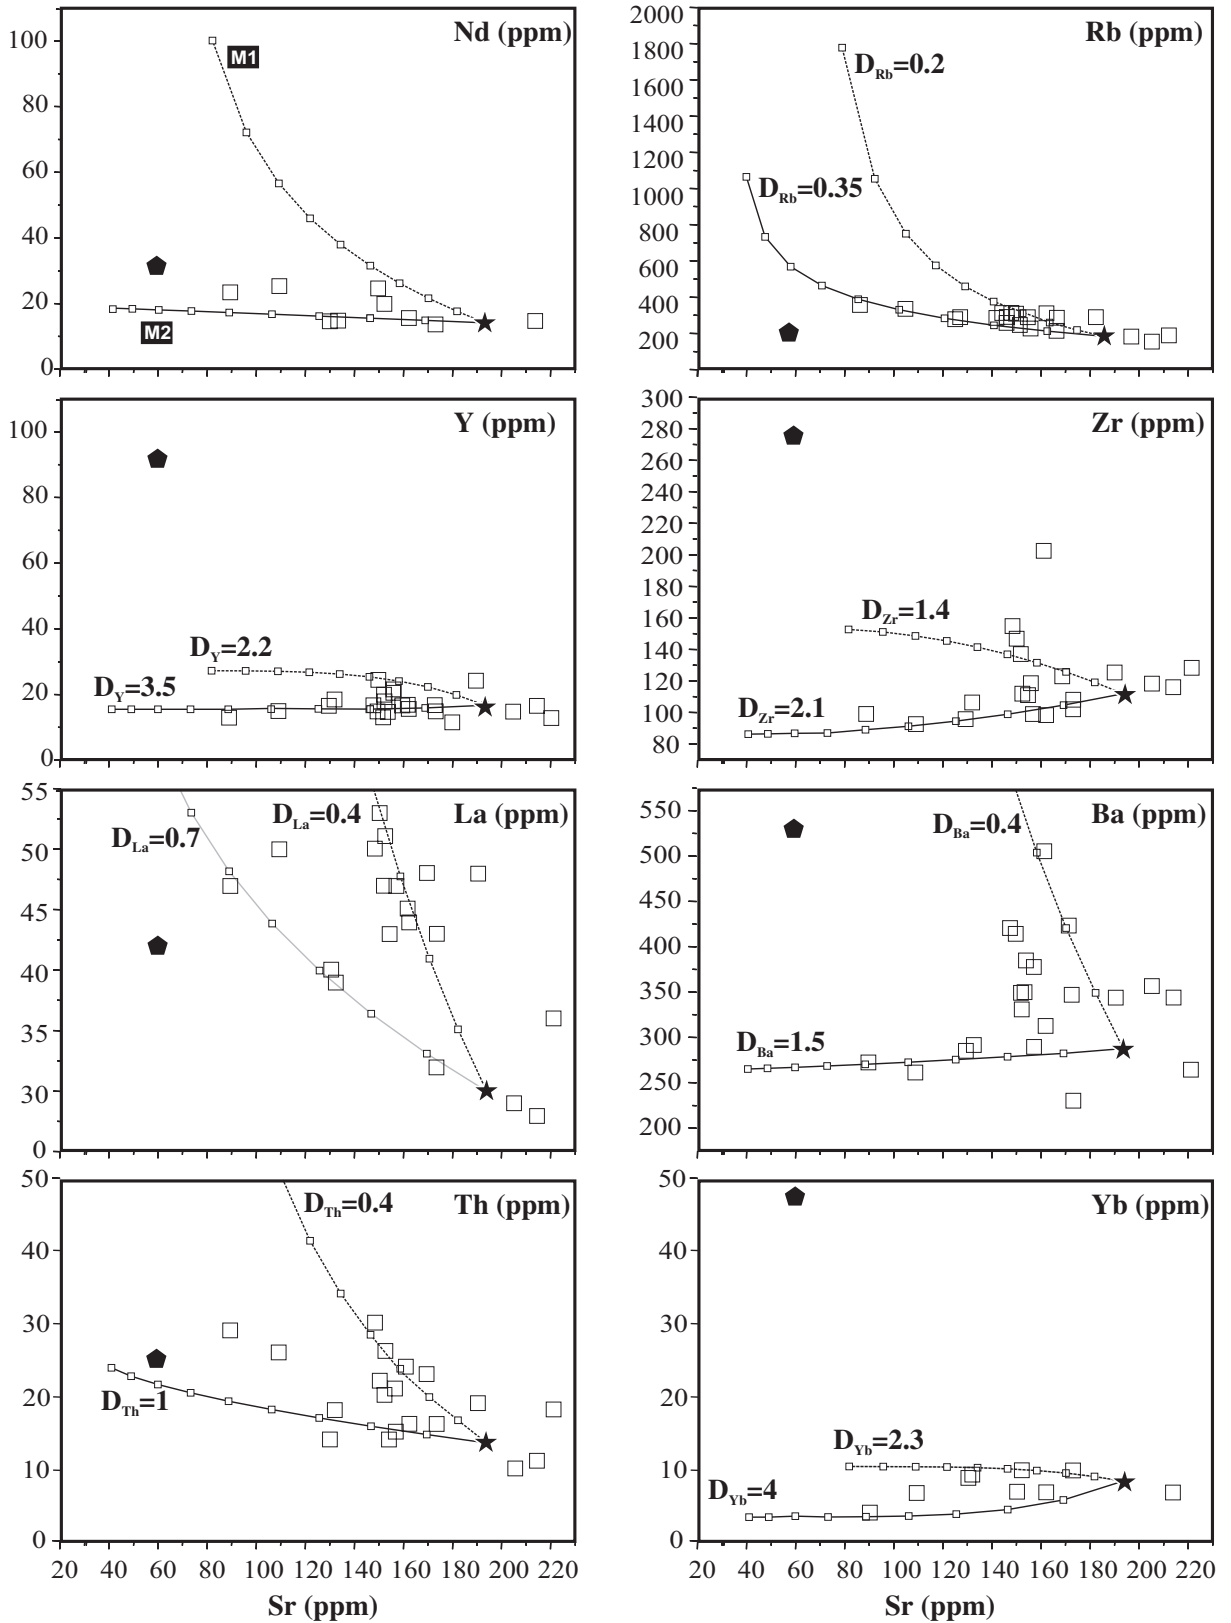 Nd (ppm)
M1
M2
100
80
60
40
20
0
Rb (ppm)
D_Rb=0.2
D_Rb=0.35
2000
1800
1600
1400
1200
1000
800
600
400
200
Y (ppm)
D_Y=2.2
D_Y=3.5
100
80
60
40
20
0
Zr (ppm)
D_Zr=1.4
D_Zr=2.1
300
280
260
240
220
200
180
160
140
120
100
80
La (ppm)
D_La=0.4
D_La=0.7
55
50
45
40
35
30
0
Ba (ppm)
D_Ba=0.4
D_Ba=1.5
550
500
450
400
350
300
250
200
Th (ppm)
D_Th=0.4
D_Th=1
50
40
30
20
10
0
20 40 60 80 100 120 140 160 180 200 220
Sr (ppm)
Yb (ppm)
D_Yb=2.3
D_Yb=4
50
40
30
20
10
0
20 40 60 80 100 120 140 160 180 200 220
Sr (ppm)